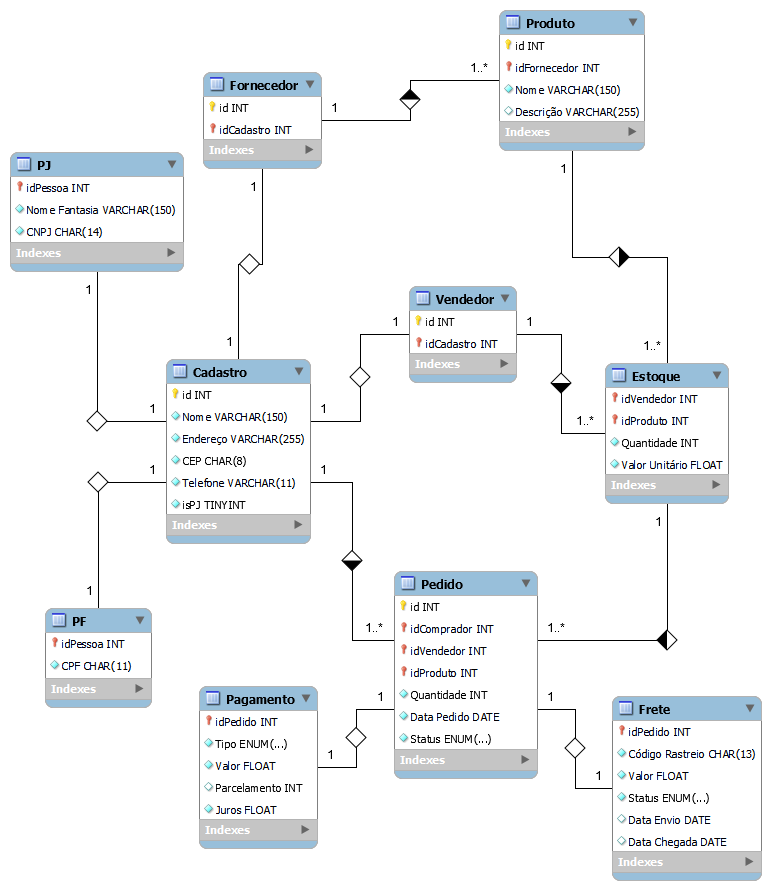 Produto
id INT
idFornecedor INT
Nome VARCHAR(150)
Descrição VARCHAR(255)
Indexes
1..*
1
Fornecedor
id INT
idCadastro INT
Indexes
1
1
PJ
idPessoa INT
Nome Fantasia VARCHAR(150)
CNPJ CHAR(14)
Indexes
1
1
Vendedor
id INT
idCadastro INT
Indexes
1
1
1..*
1..*
Estoque
idVendedor INT
idProduto INT
Quantidade INT
Valor Unitário FLOAT
Indexes
1
Cadastro
id INT
Nome VARCHAR(150)
Endereço VARCHAR(255)
CEP CHAR(8)
Telefone VARCHAR(11)
isPJ TINYINT
Indexes
1
1
1
1
1
PF
idPessoa INT
CPF CHAR(11)
Indexes
Pedido
id INT
idComprador INT
idVendedor INT
idProduto INT
Quantidade INT
Data Pedido DATE
Status ENUM(...)
Indexes
1..*
1..*
1
1
Pagamento
idPedido INT
Tipo ENUM(...)
Valor FLOAT
Parcelamento INT
Juros FLOAT
Indexes
1
1
Frete
idPedido INT
Código Rastreio CHAR(13)
Valor FLOAT
Status ENUM(...)
Data Envio DATE
Data Chegada DATE
Indexes